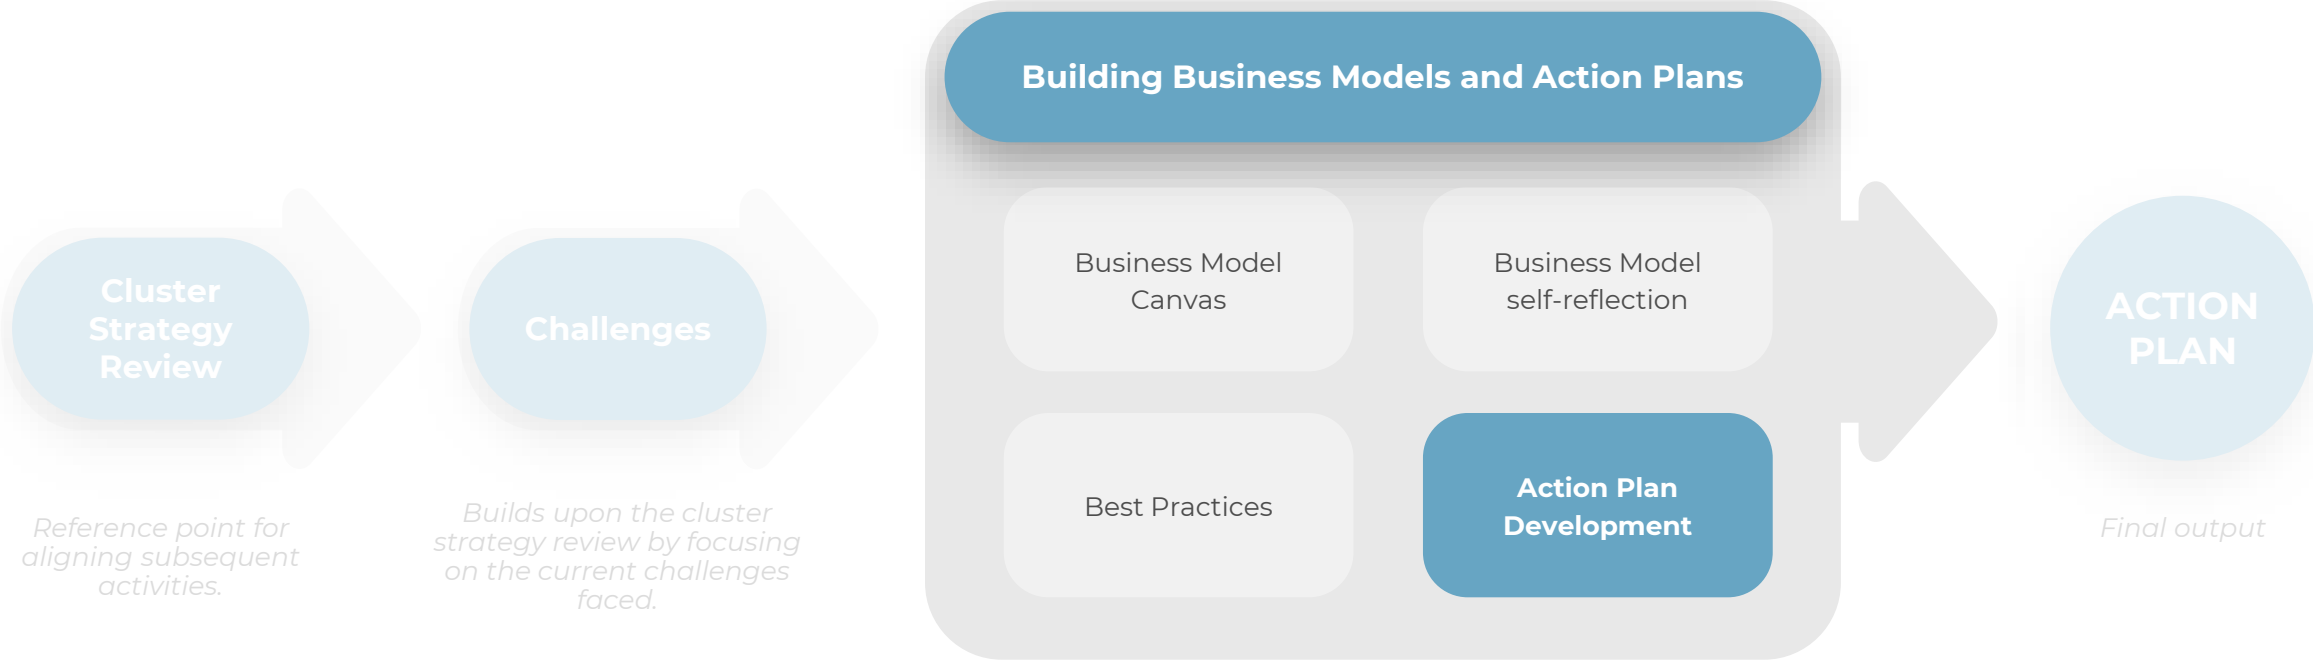 Building Business Models and Action Plans
Cluster
Strategy
Review
Reference point for
aligning subsequent
activities.
Challenges
Builds upon the cluster
strategy review by focusing
on the current challenges
faced.
Business Model
Canvas
Business Model
self-reflection
Best Practices
Action Plan
Development
ACTION
PLAN
Final output